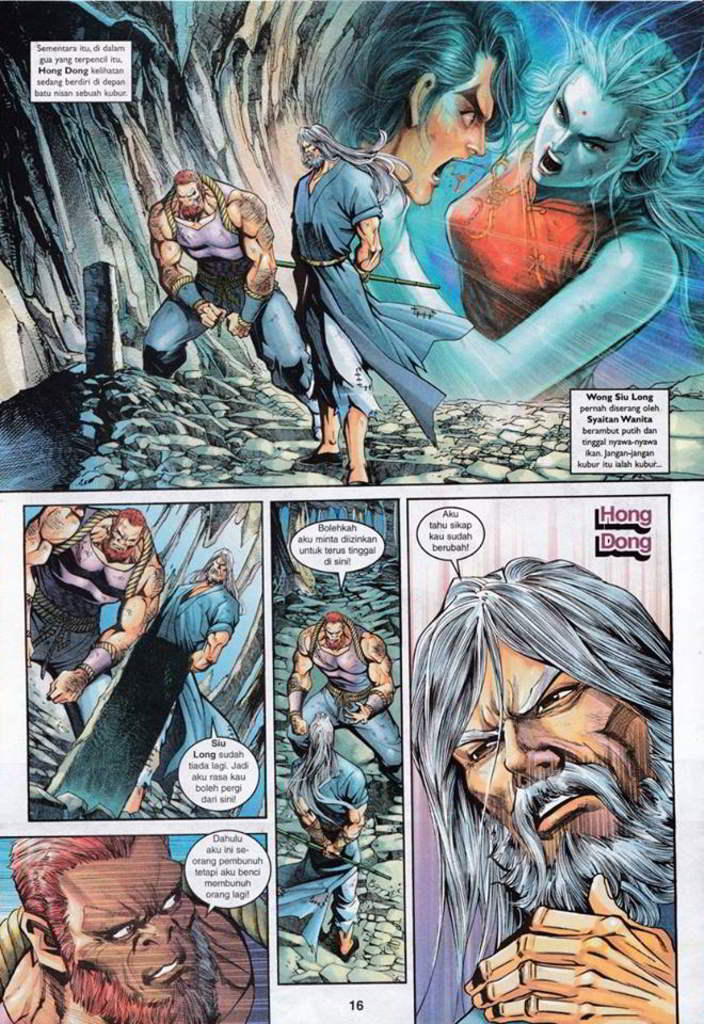 Sementara itu, di dalam
gua yang terpencil itu,
Hong Dong kelihatan
sedang berdiri di depan
batu nisan sebuah kubur.
Wong Siu Long
pernah diserang oleh
Syaitan Wanita
berambut putih dan
tinggal nyawa-nyawa
ikan. Jangan-jangan
kubur itu ialah kubur...
Siu
Long sudah
tiada lagi. Jadi
aku rasa kau
boleh pergi
dari sini!
Dahulu
aku ini se-
orang pembunuh
tetapi aku benci
membunuh
orang lagi!
Bolehkah
aku minta diizinkan
untuk terus tinggal
di sini!
Aku
tahu sikap
kau sudah
berubah!
Hong
Dong
16